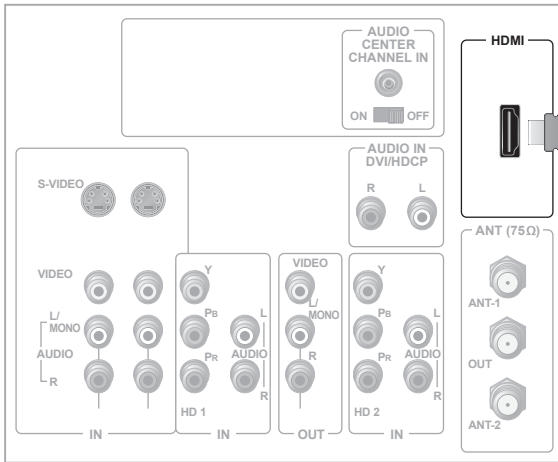 AUDIO
CENTER
CHANNEL IN
ON OFF
HDMI
AUDIO IN
DVI/HDCP
R L
S-VIDEO
VIDEO
L/
MONO
AUDIO
R
IN
Y
PB
PR
L
AUDIO
R
HD 1
IN
VIDEO
L/
MONO
R
OUT
Y
PB
PR
L
AUDIO
R
HD 2
IN
ANT (75Ω)
ANT-1
OUT
ANT-2